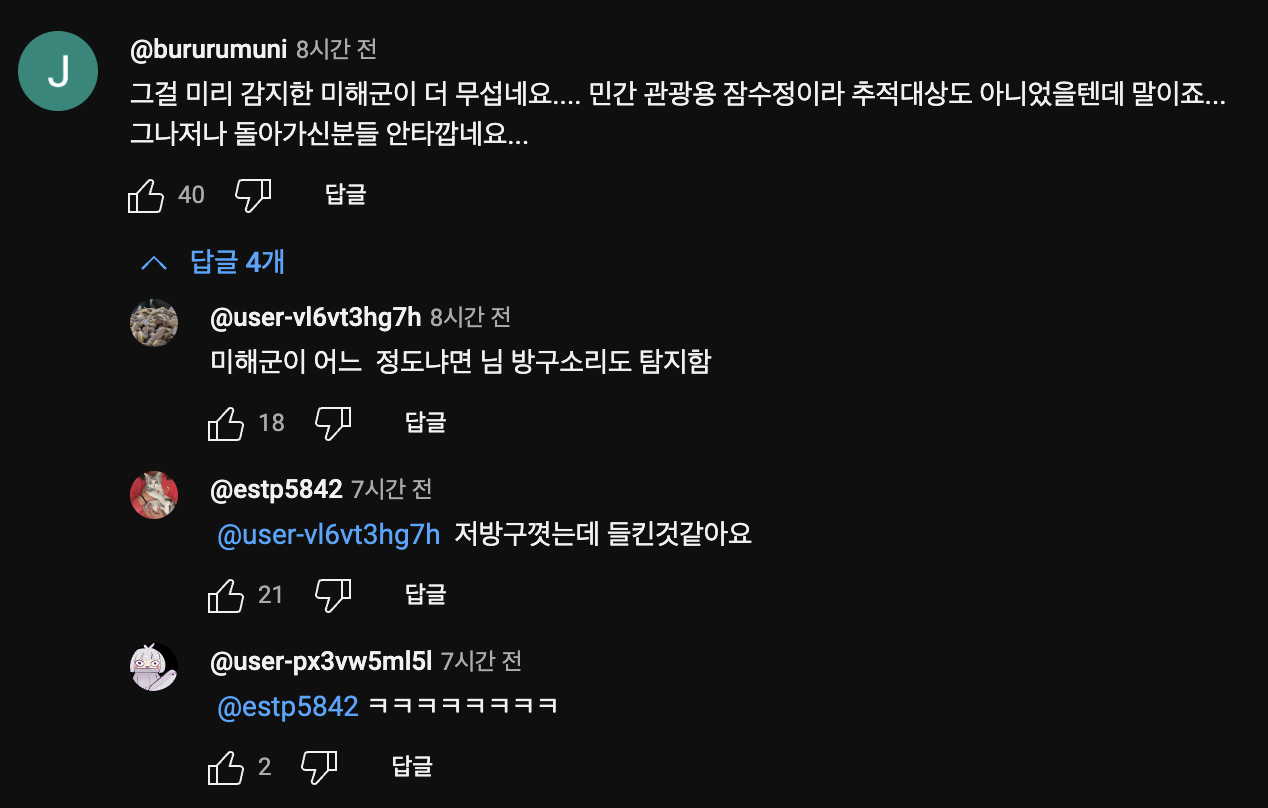 J
@bururumuni 8시간 전
그걸 미리 감지한 미해군이 더 무섭네요.... 민간 관광용 잠수정이라 추적대상도 아니었을텐데 말이죠...
그나저나 돌아가신분들 안타깝네요...
40 답글
답글 4개
@user-vl6vt3hg7h 8시간 전
미해군이 어느  정도냐면 님 방구소리도 탐지함
18 답글
@estp5842 7시간 전
@user-vl6vt3hg7h 저방구꼇는데 들킨것같아요
21 답글
@user-px3vw5ml5l 7시간 전
@estp5842 ㅋㅋㅋㅋㅋㅋㅋㅋ
2 답글